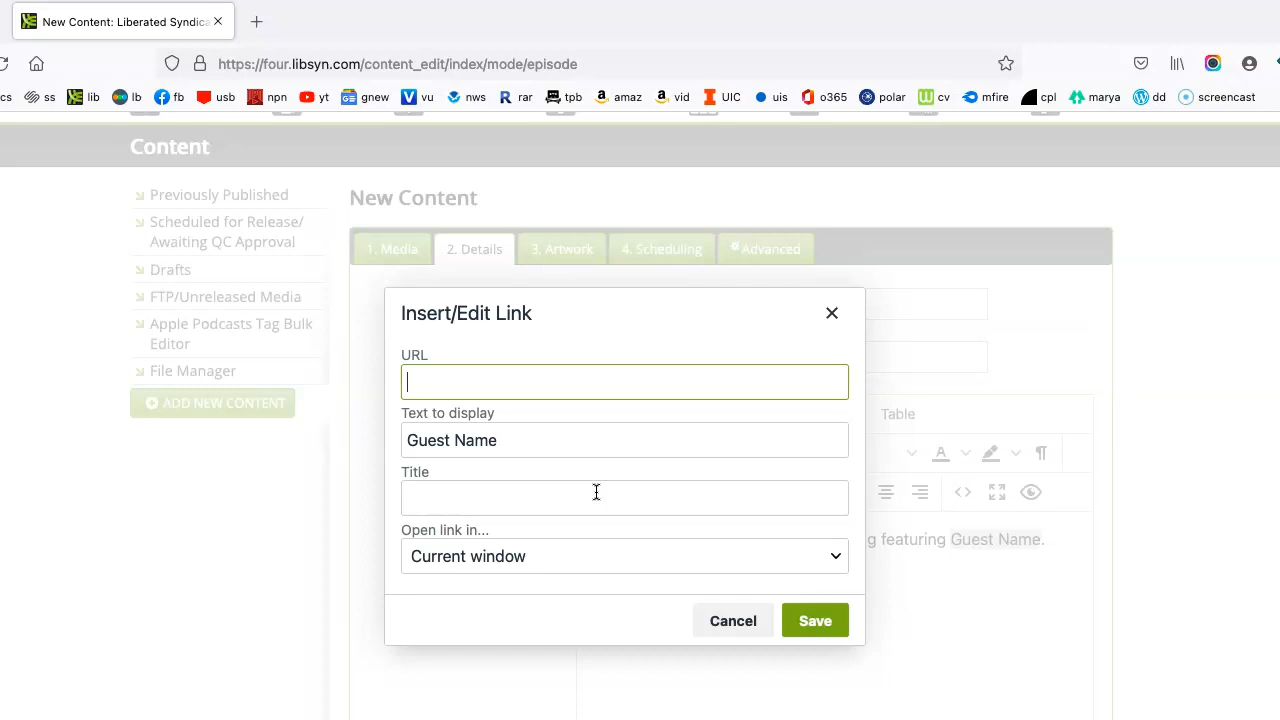 New Content: Liberated Syndica
https://four.libsyn.com/content_edit/index/mode/episode
cs ss lib lb fb usb npn yt gnew vu nws rar tpb amaz vid UIC uis o365 polar cv mfire cpl marya dd screencast
Content
Previously Published
Scheduled for Release/
Awaiting QC Approval
Drafts
FTP/Unreleased Media
Apple Podcasts Tag Bulk
Editor
File Manager
ADD NEW CONTENT
New Content
1. Media 2. Details 3. Artwork 4. Scheduling Advanced
Insert/Edit Link
URL
Text to display
Guest Name
Title
Open link in...
Current window
Cancel Save
Table
g featuring Guest Name.